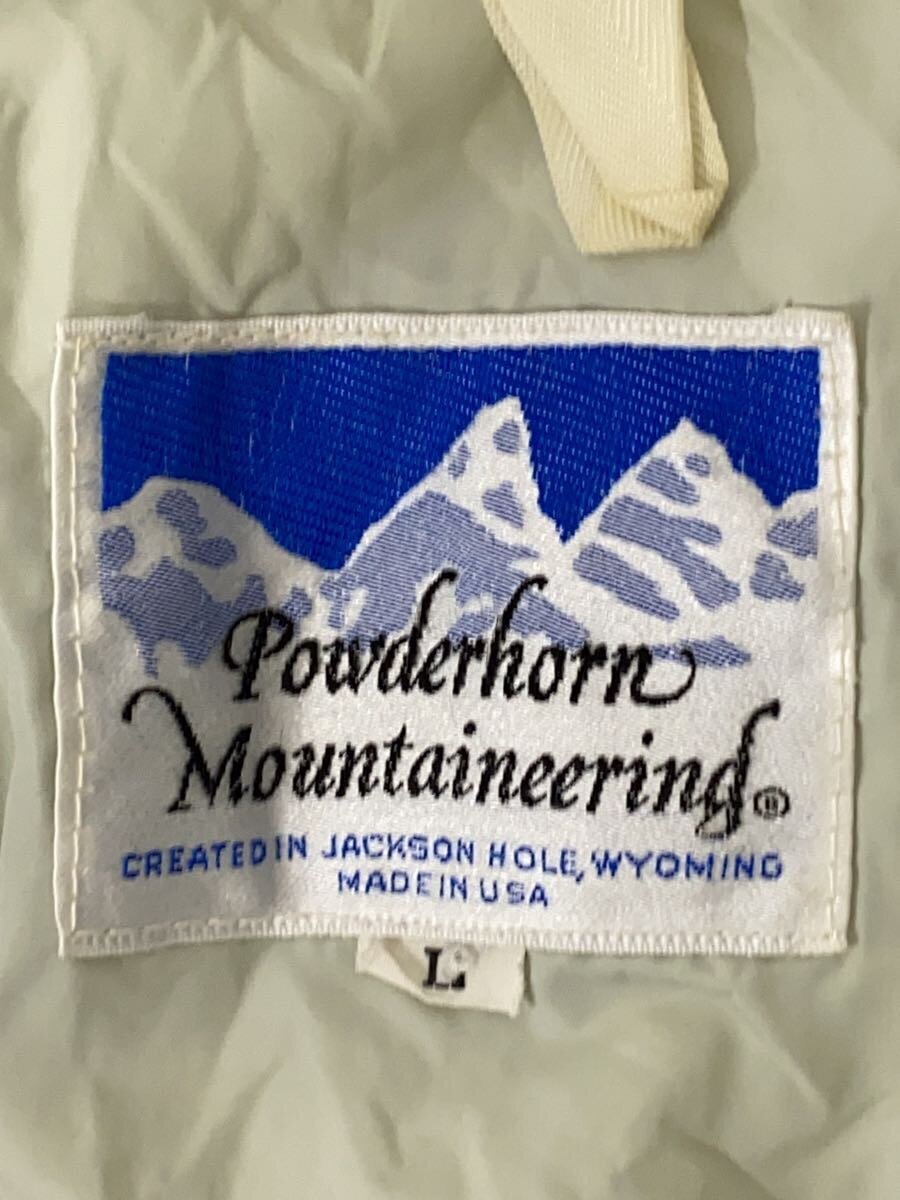 Powderhorn
Mountaineering®
CREATED IN JACKSON HOLE, WYOMING
MADE IN USA
L